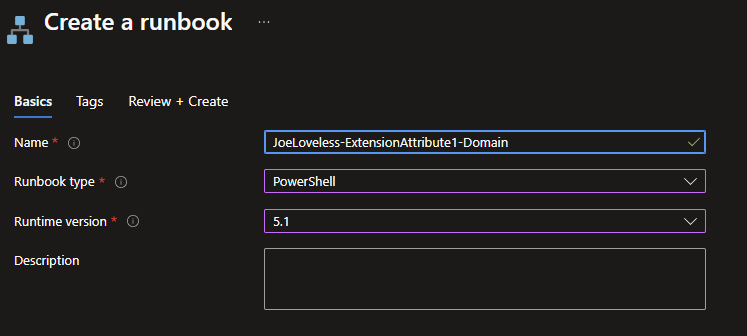 Create a runbook ...
Basics Tags Review + Create
Name * JoeLoveless-ExtensionAttribute1-Domain
Runbook type * PowerShell
Runtime version * 5.1
Description